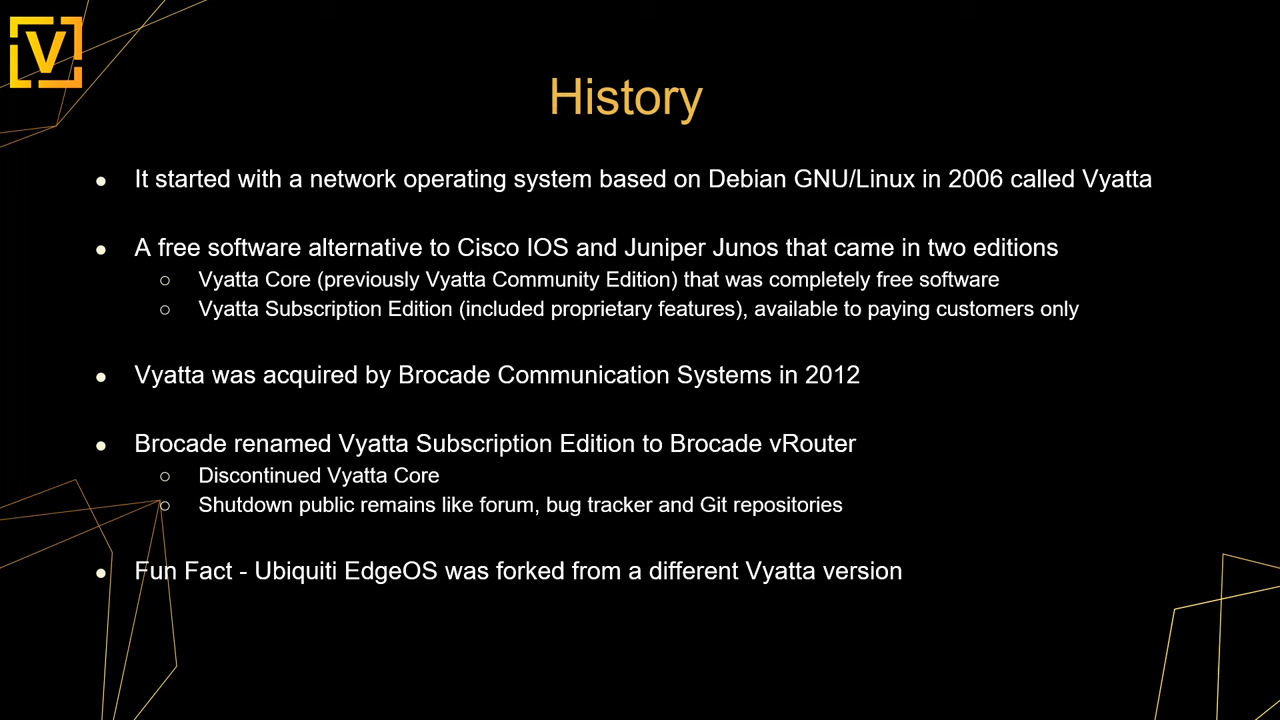 V
History
● It started with a network operating system based on Debian GNU/Linux in 2006 called Vyatta
● A free software alternative to Cisco IOS and Juniper Junos that came in two editions
○ Vyatta Core (previously Vyatta Community Edition) that was completely free software
○ Vyatta Subscription Edition (included proprietary features), available to paying customers only
● Vyatta was acquired by Brocade Communication Systems in 2012
● Brocade renamed Vyatta Subscription Edition to Brocade vRouter
○ Discontinued Vyatta Core
○ Shutdown public remains like forum, bug tracker and Git repositories
● Fun Fact - Ubiquiti EdgeOS was forked from a different Vyatta version